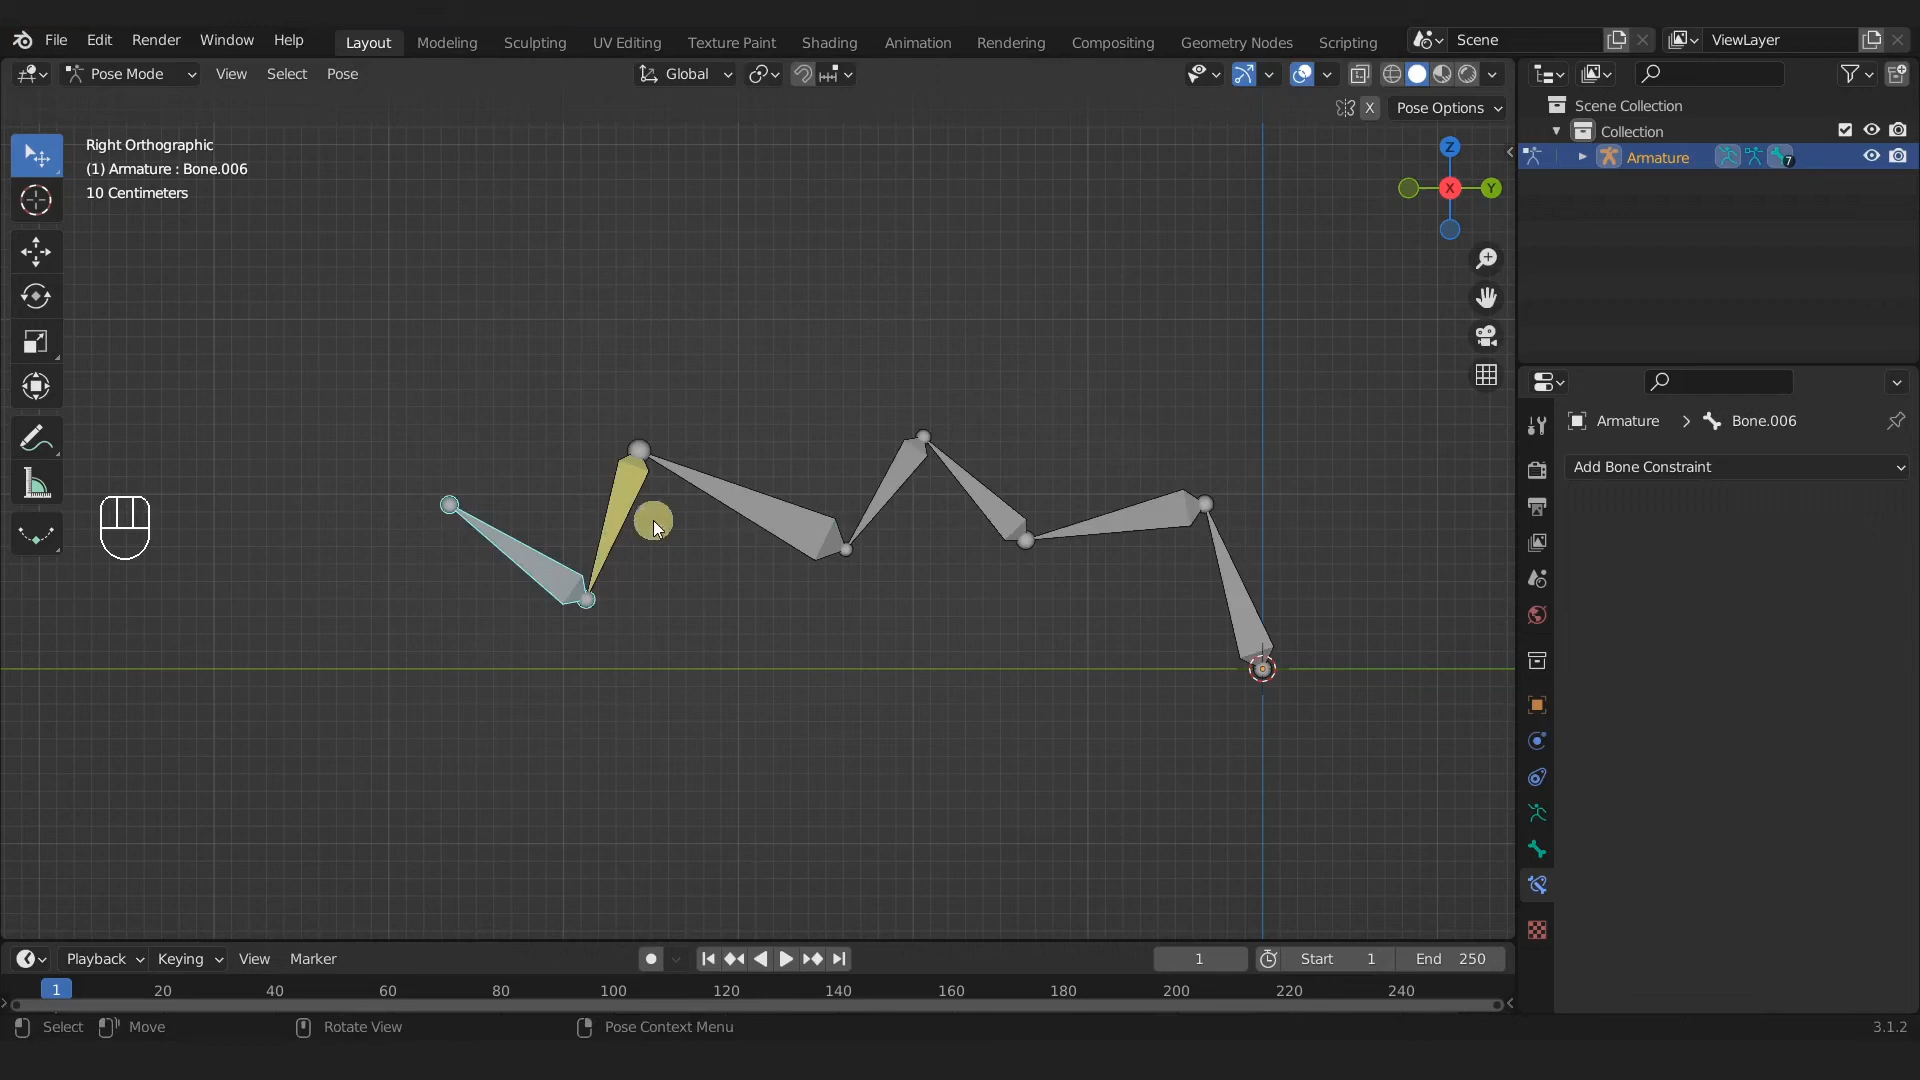 File Edit Render Window Help Layout Modeling Sculpting UV Editing Texture Paint Shading Animation Rendering Compositing Geometry Nodes Scripting Scene ViewLayer
Pose Mode View Select Pose Global
X Pose Options
Right Orthographic
(1) Armature : Bone.006
10 Centimeters
Z
X
Y
Scene Collection
Collection
Armature 7
Armature > Bone.006
Add Bone Constraint
Playback Keying View Marker 1 Start 1 End 250
1 20 40 60 80 100 120 140 160 180 200 220 240
Select Move Rotate View Pose Context Menu 3.1.2